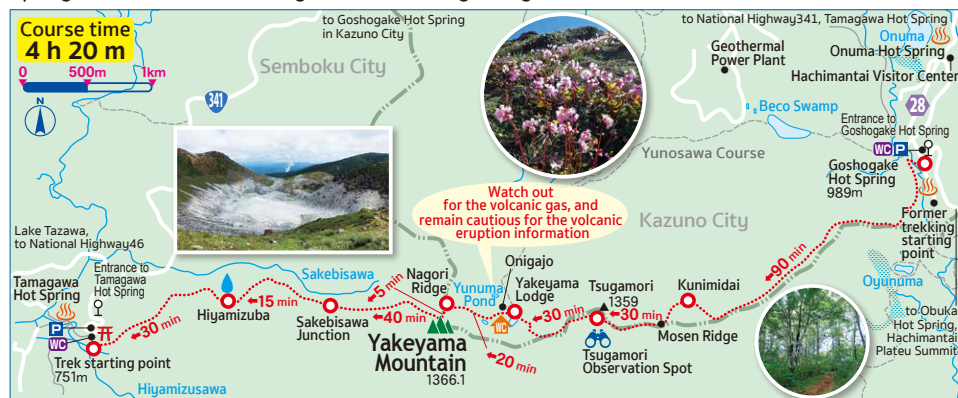 Course time
4 h 20 m
0 500m 1km
N
to Goshogake Hot Spring
in Kazuno City
Semboku City
341
Geothermal
Power Plant
to National Highway341, Tamagawa Hot Spring
Onuma
Onuma Hot Spring
Hachimantai Visitor Center
28
Beco Swamp
Entrance to
Goshogake Hot Spring
WC P
Yunosawa Course
Goshogake
Hot Spring
989m
Watch out
for the volcanic gas, and
remain cautious for the volcanic
eruption information
Kazuno City
Former
trekking
starting
point
Lake Tazawa,
to National Highway46
Tamagawa
Hot Spring
Entrance to
Tamagawa
Hot Spring
P
WC
Trek starting point
751m
Hiyamizusawa
←30 min
Hiyamizuba
←15 min
Sakebisawa
Sakebisawa
Junction
←40 min
←5 min
Nagori
Ridge
Yakeyama
Mountain
1366.1
←20 min
Yunuma
Pond
Onigajo
WC
Yakeyama
Lodge
←30 min
Tsugamori
1359
←30 min
Tsugamori
Observation Spot
Mosen Ridge
Kunimidai
←90 min
Oyunuma
to Obuka
Hot Spring,
Hachimantai
Plateu Summit